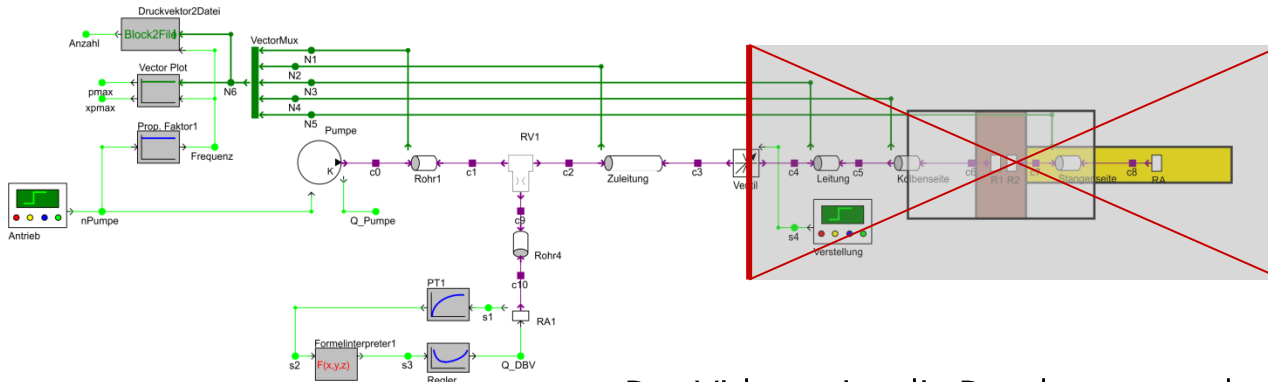 Druckvektor2Datei
Block2File
Anzahl
VectorMux
Vector Plot
pmax
xpmax
N6
N1
N2
N3
N4
N5
Prop. Faktor1
Frequenz
Pumpe
K
RV1
c0
Rohr1
c1
c2
Zuleitung
c3
Ventil
c4
Leitung
c5
Kolbenseite
c6
R1
R2
c7
Stangenseite
c8
RA
Antrieb
nPumpe
Q_Pumpe
c9
s4
Verstellung
Rohr4
c10
PT1
s1
RA1
Formelinterpreter1
F(x,y,z)
s2
s3
Regler
Q_DBV